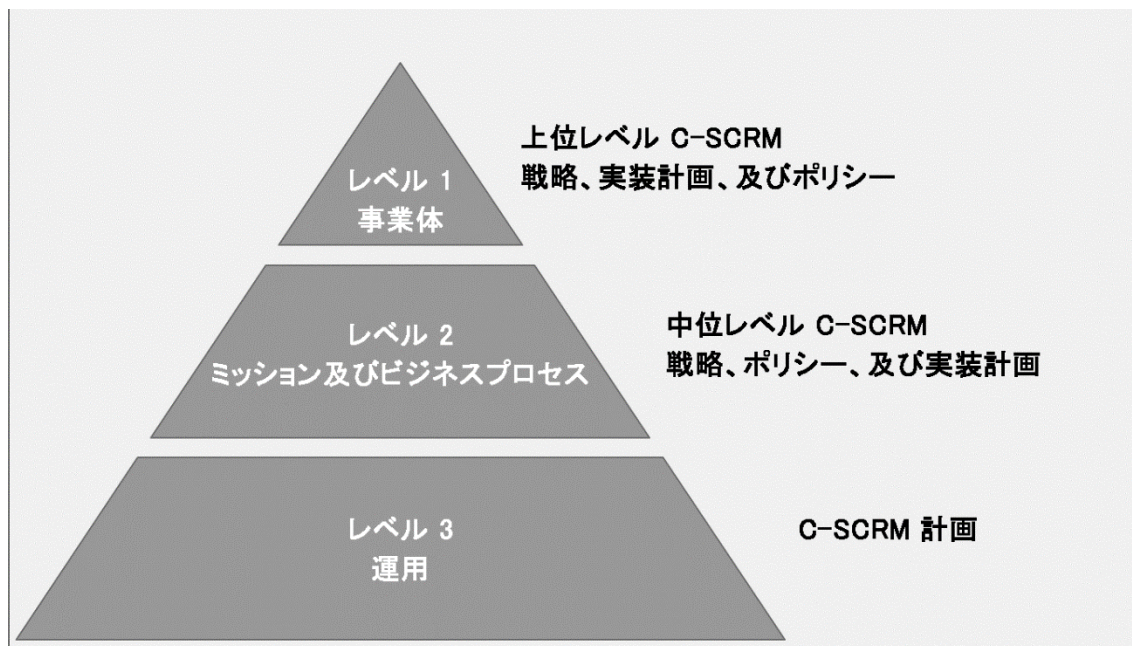 上位レベル C-SCRM
戦略、実装計画、及びポリシー
レベル 1
事業体
中位レベル C-SCRM
戦略、ポリシー、及び実装計画
レベル 2
ミッション及びビジネスプロセス
C-SCRM 計画
レベル 3
運用